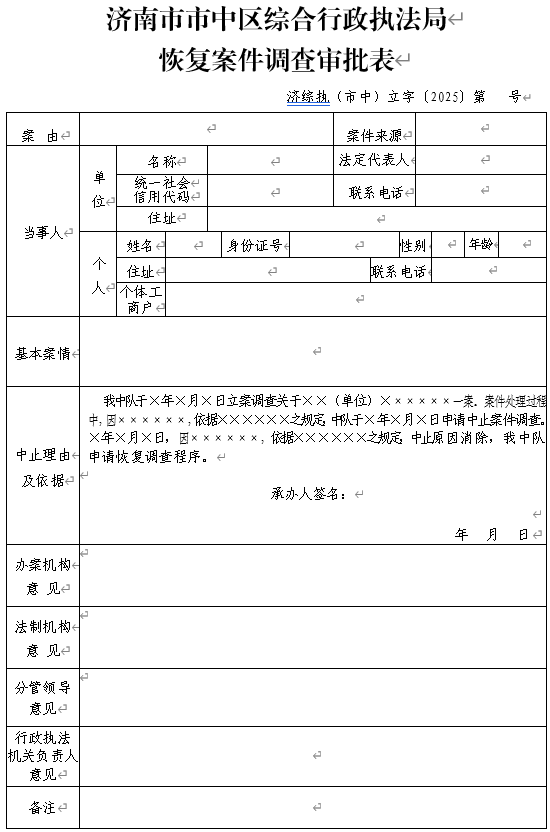 济南市市中区综合行政执法局
恢复案件调查审批表
济综执（市中）立字〔2025〕第 号
案 由
案件来源
当事人
单位
名称
法定代表人
统一社会
信用代码
联系电话
住址
个人
姓名
身份证号
性别
年龄
住址
联系电话
个体工
商户
基本案情
中止理由
及依据
我中队于×年×月×日立案调查关于××（单位）××××××一案. 案件处理过程
中, 因××××××, 依据××××××之规定, 中队于×年×月×日申请中止案件调查。
×年×月×日, 因××××××, 依据××××××之规定, 中止原因消除, 我中队
申请恢复调查程序。
承办人签名：
年 月 日
办案机构
意 见
法制机构
意 见
分管领导
意见
行政执法
机关负责人
意见
备注